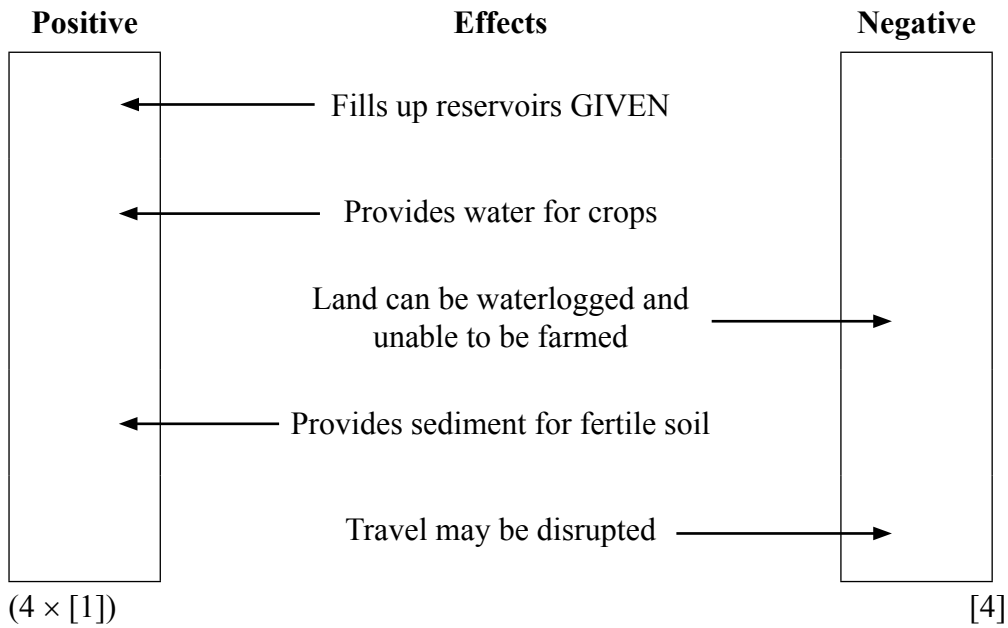 Positive Effects Negative
Fills up reservoirs GIVEN
Provides water for crops
Land can be waterlogged and
unable to be farmed
Provides sediment for fertile soil
Travel may be disrupted
(4 × [1]) [4]